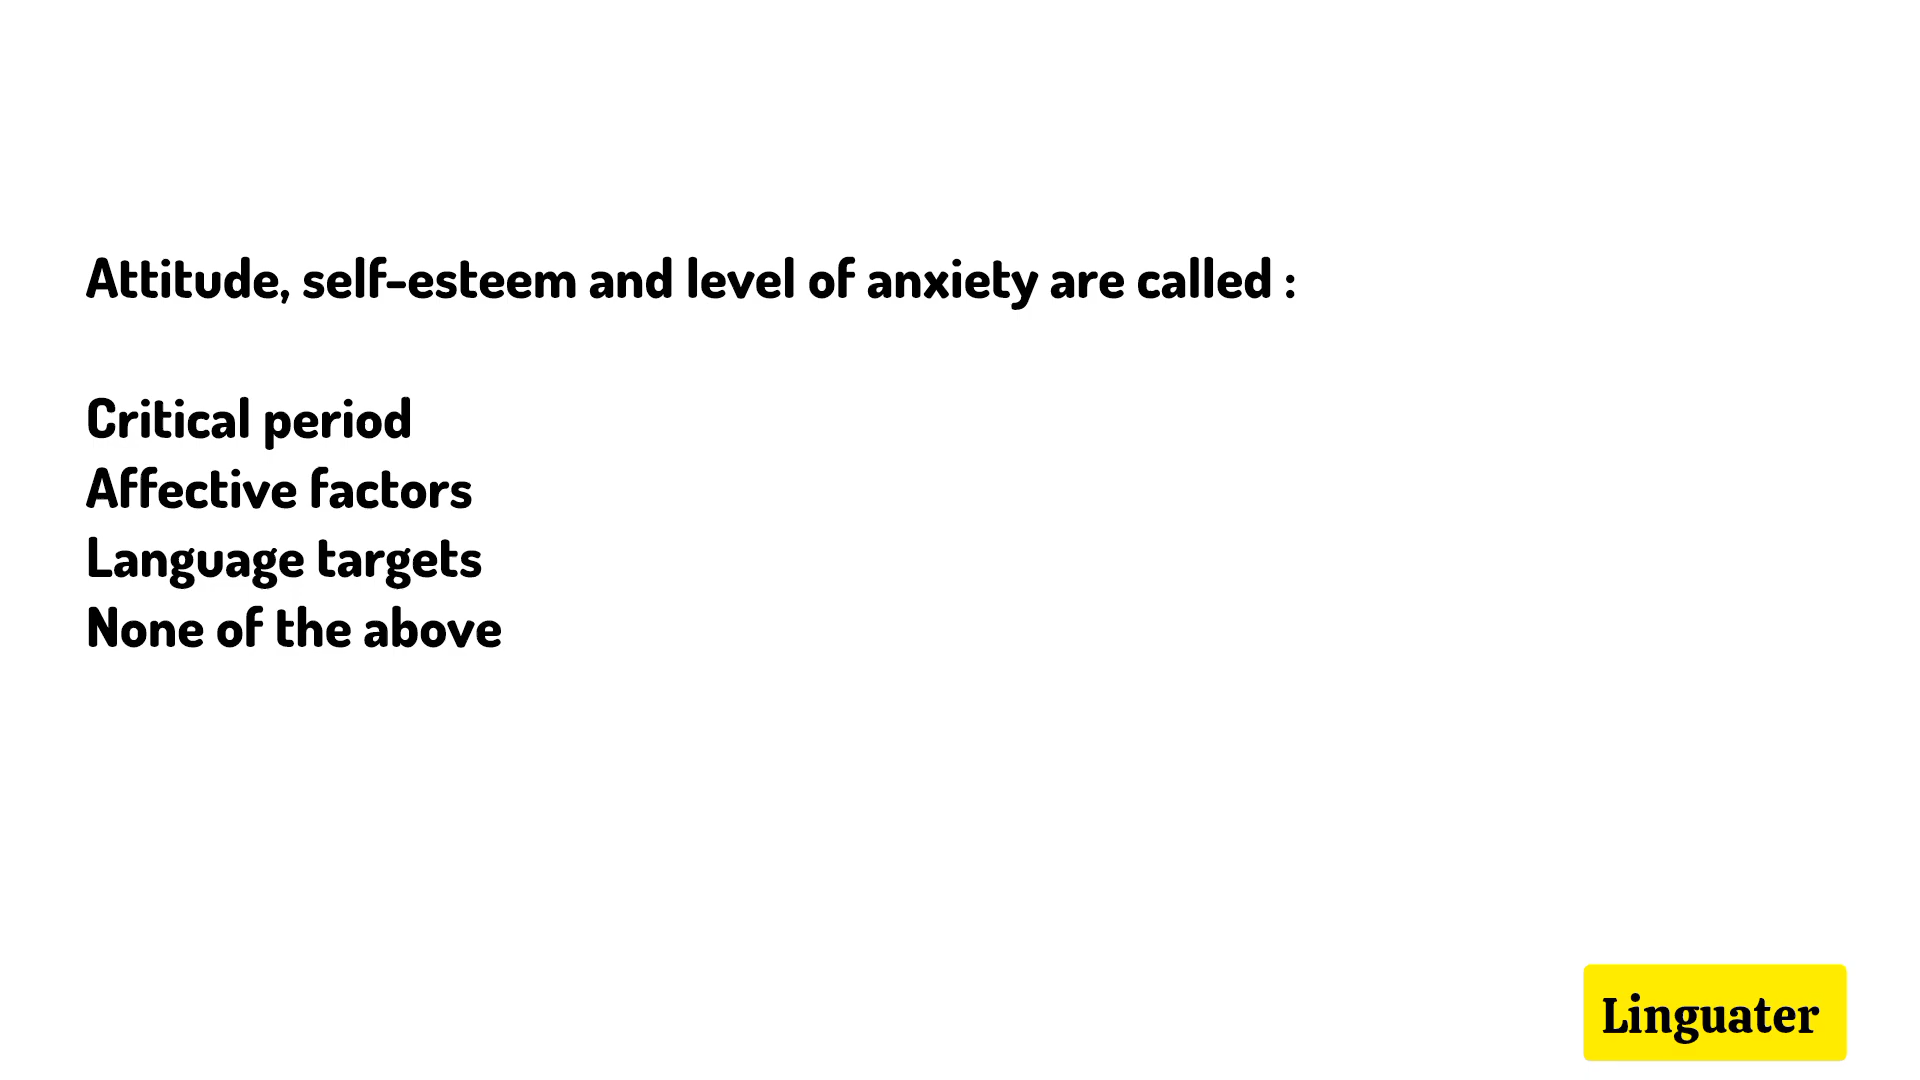 Attitude, self-esteem and level of anxiety are called :
Critical period
Affective factors
Language targets
None of the above
Linguater